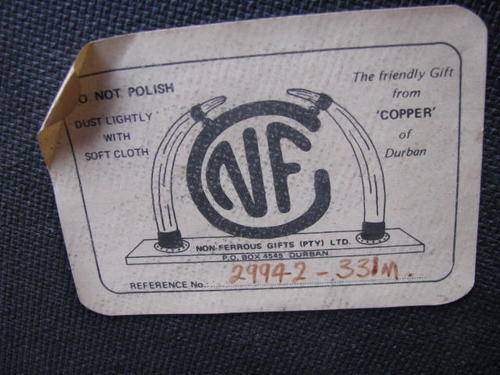 O NOT POLISH
DUST LIGHTLY
WITH
SOFT CLOTH
The friendly Gift
from
'COPPER'
of
Durban
NF
NON-FERROUS GIFTS (PTY) LTD.
P.O. BOX 4545 DURBAN
REFERENCE No.: 29942-331M.